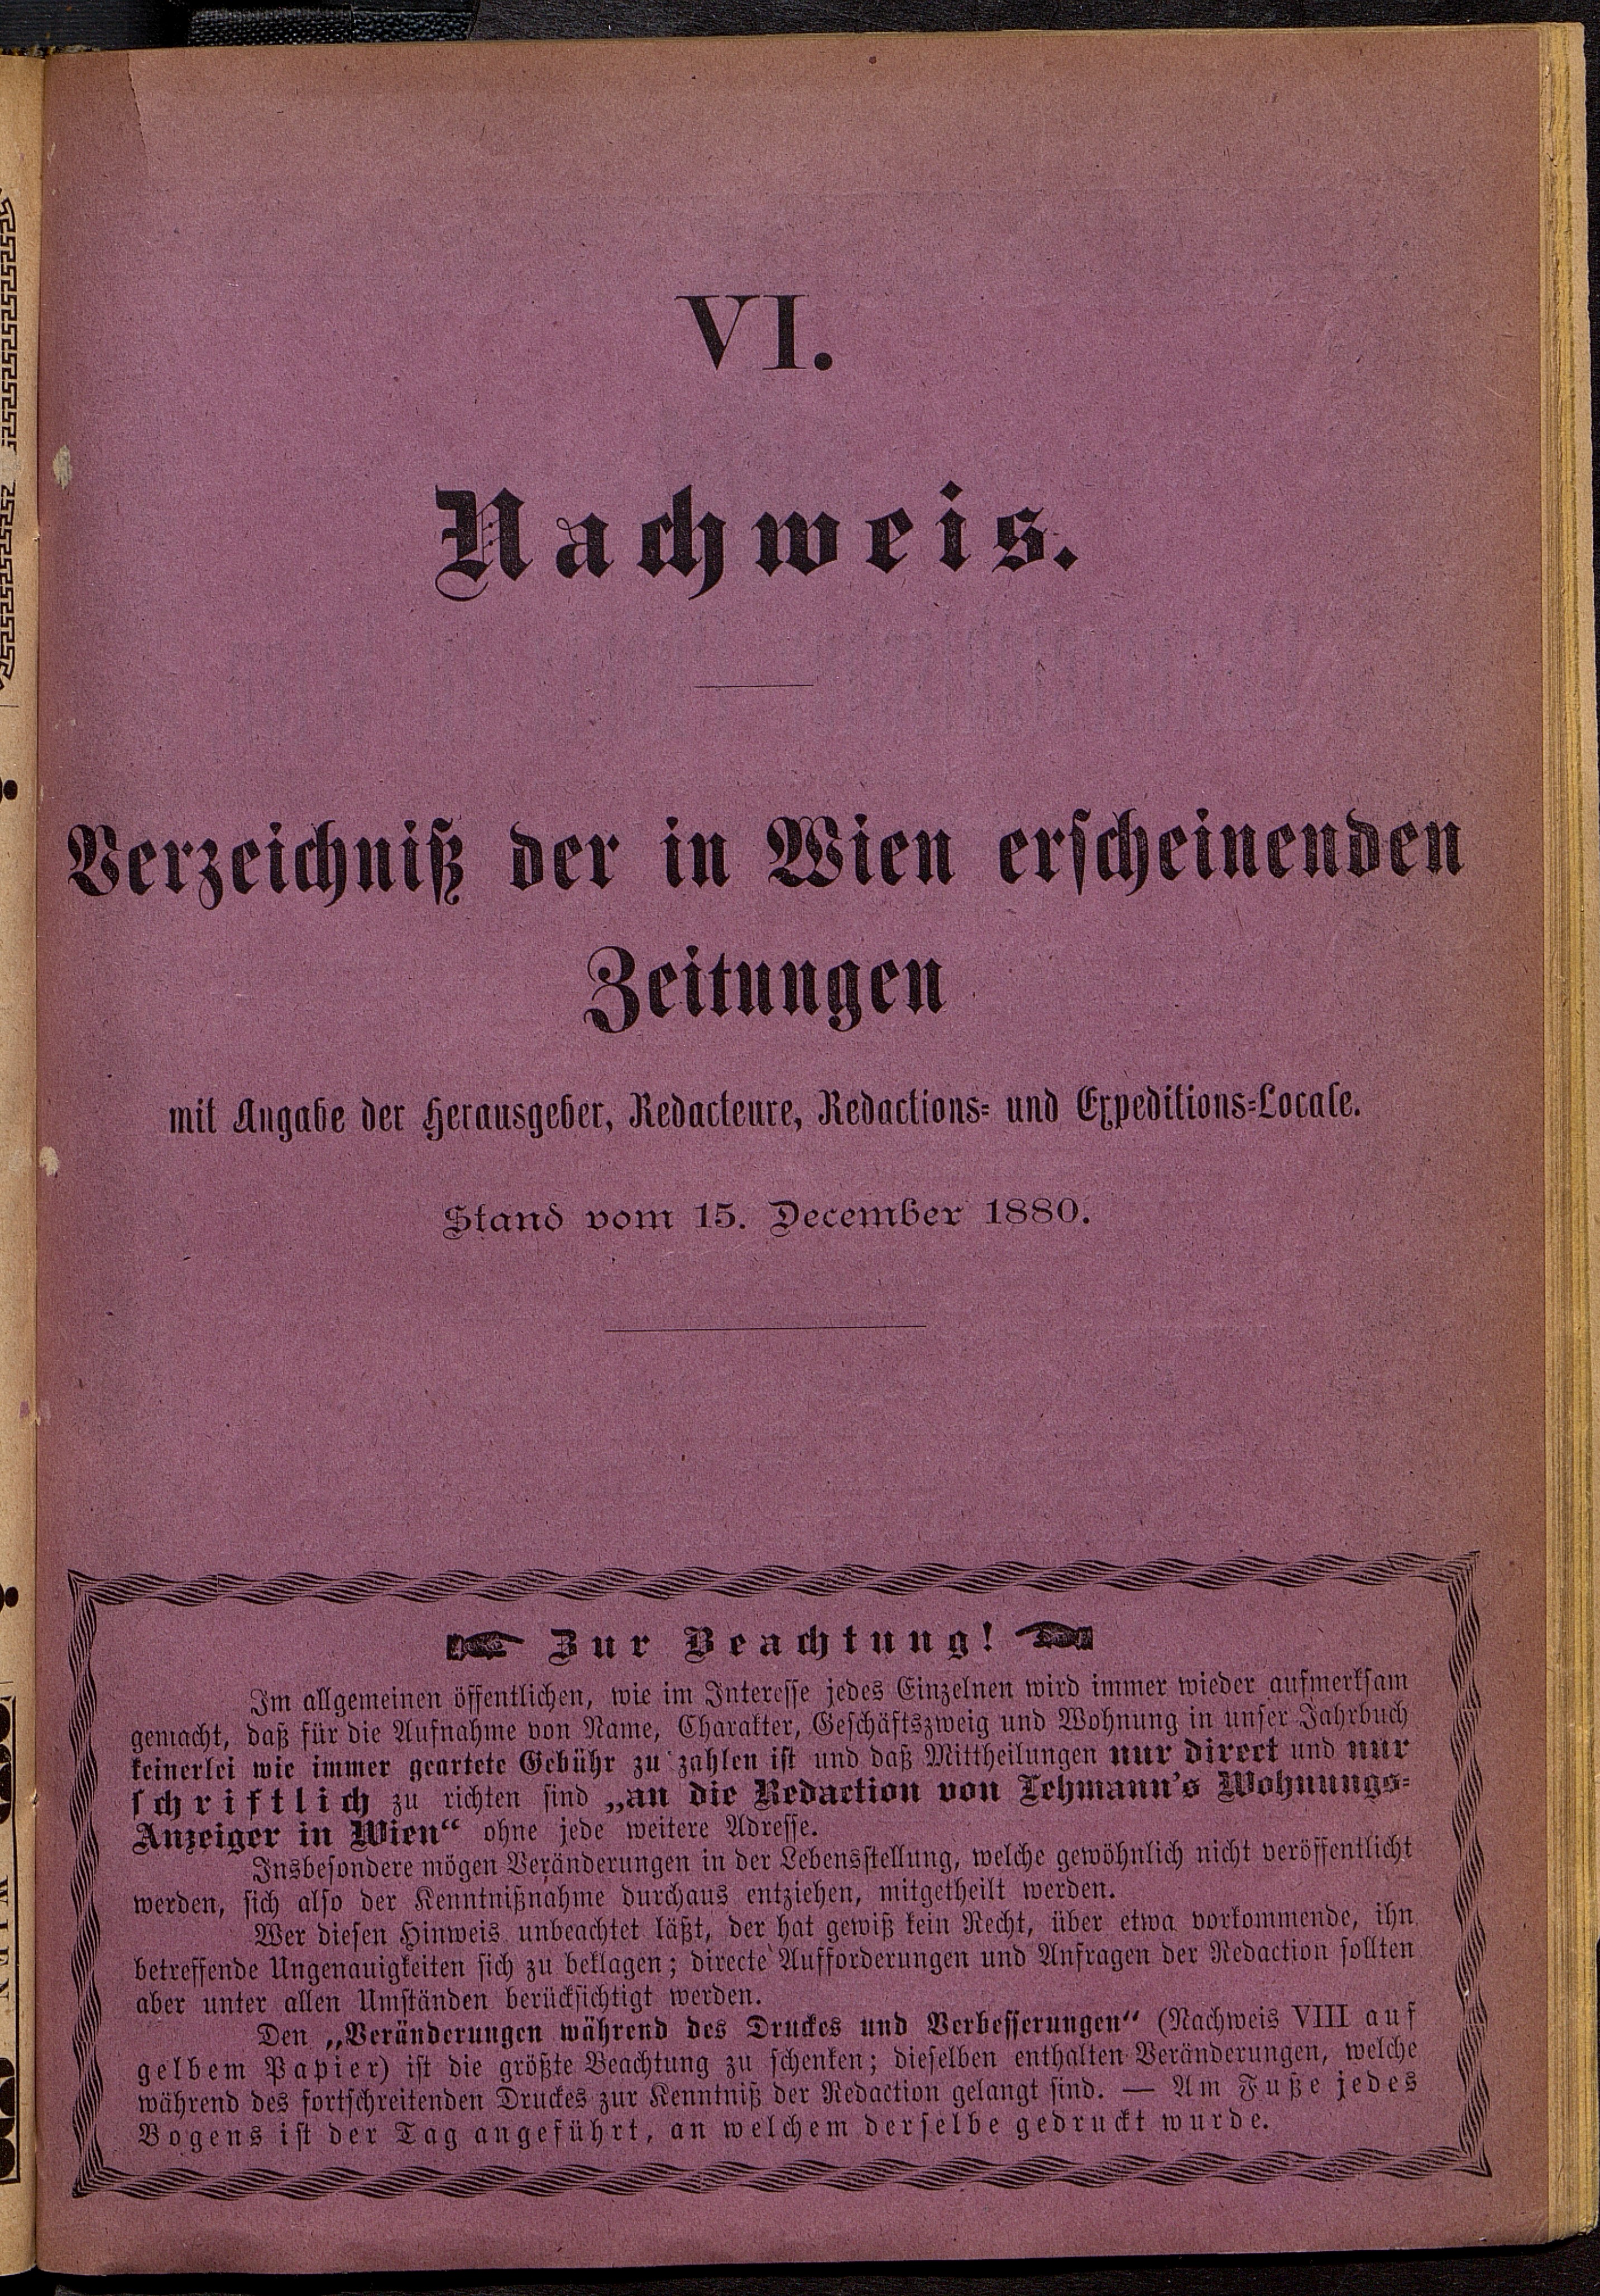 VI.
Nachweis.
Verzeichniß der in Wien erscheinenden
Zeitungen
mit Angabe der Herausgeber, Redacteure, Redactions- und Expeditions-Locale.
Stand vom 15. December 1880.
Zur Beachtung!
Im allgemeinen öffentlichen, wie im Interesse jedes Einzelnen wird immer wieder aufmerksam
gemacht, daß für die Aufnahme von Name, Charakter, Geschäftszweig und Wohnung in unser Jahrbuch
keinerlei wie immer geartete Gebühr zu zahlen ist und daß Mittheilungen nur direct und nur
schriftlich zu richten sind „an die Redaction von Lehmann's Wohnungs-
Anzeiger in Wien“ ohne jede weitere Adresse.
Insbesondere mögen Veränderungen in der Lebensstellung, welche gewöhnlich nicht veröffentlicht
werden, sich also der Kenntnißnahme durchaus entziehen, mitgetheilt werden.
Wer diesen Hinweis unbeachtet läßt, der hat gewiß kein Recht, über etwa vorkommende, ihn
betreffende Ungenauigkeiten sich zu beklagen; directe Aufforderungen und Anfragen der Redaction sollten
aber unter allen Umständen berücksichtigt werden.
Den „Veränderungen während des Druckes und Verbesserungen“ (Nachweis VIII auf
gelbem Papier) ist die größte Beachtung zu schenken; dieselben enthalten Veränderungen, welche
während des fortschreitenden Druckes zur Kenntniß der Redaction gelangt sind. — Am Fuße jedes
Bogens ist der Tag angeführt, an welchem derselbe gedruckt wurde.